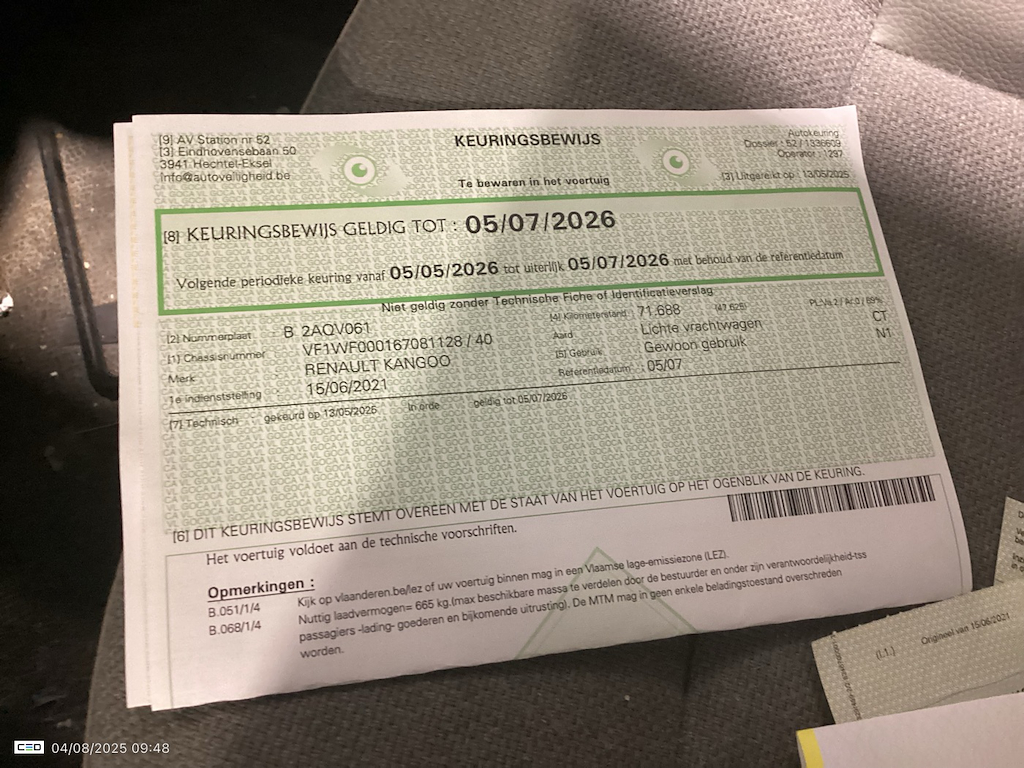 [9] AV Station nr 52
[3] Eindhovensebaan 50
3941 Hechtel-Eksel
Info@autoveiligheid.be
KEURINGSBEWIJS
Te bewaren in het voertuig
Autokeuring
Dossier : 52 / 1336609
Operator : 297
[3] Uitgereikt op : 13/05/2025
[8] KEURINGSBEWIJS GELDIG TOT : 05/07/2026
Volgende periodieke keuring vanaf 05/05/2026 tot uiterlijk 05/07/2026 met behoud van de referentiedatum
Niet geldig zonder Technische Fiche of Identificatieverslag
[2] Nummerplaat : B 2AQV061
[1] Chassisnummer : VF1WF000167081128 / 40
Merk : RENAULT KANGOO
1e indienststelling : 15/06/2021
[4] Kilometerstand : 71.688 (47.625)
Aard : Lichte vrachtwagen
[5] Gebruik : Gewoon gebruik
Referentiedatum : 05/07
CT
N1
[7] Technisch gekeurd op 13/05/2025 In orde geldig tot 05/07/2026
[6] DIT KEURINGSBEWIJS STEMT OVEREEN MET DE STAAT VAN HET VOERTUIG OP HET OGENBLIK VAN DE KEURING.
Het voertuig voldoet aan de technische voorschriften.
Opmerkingen :
B.051/1/4 Kijk op vlaanderen.be/lez of uw voertuig binnen mag in een Vlaamse lage-emissiezone (LEZ).
B.068/1/4 Nuttig laadvermogen= 665 kg.(max beschikbare massa te verdelen door de bestuurder en onder zijn verantwoordelijkheid-tss
passagiers -lading- goederen en bijkomende uitrusting). De MTM mag in geen enkele beladingstoestand overschreden
worden.
Origineel van 15/06/2021
(L1.)
CED 04/08/2025 09:48